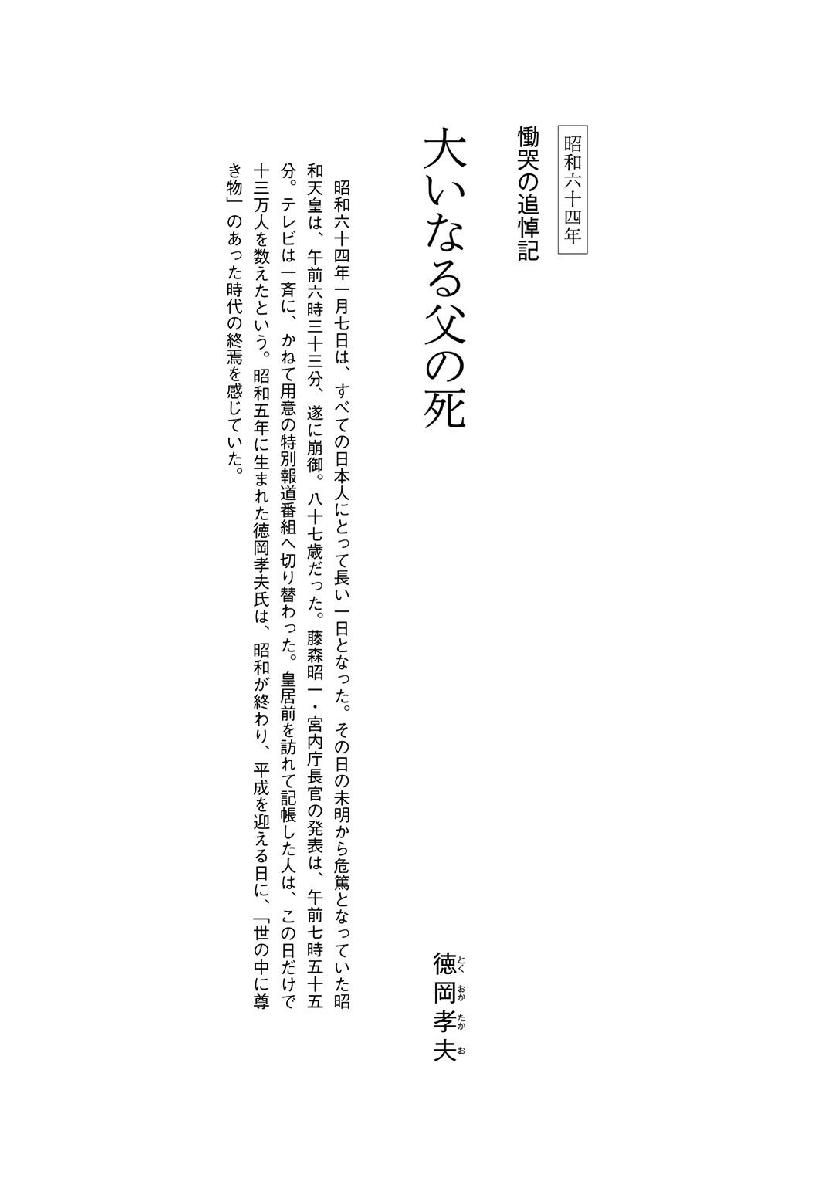 昭和六十四年
慟哭の追悼記
大いなる父の死
徳岡孝夫
とくおかたかお
昭和六十四年一月七日は、すべての日本人にとって長い一日となった。その日の未明から危篤となっていた昭
和天皇は、午前六時三十三分、遂に崩御。八十七歳だった。藤森昭一・宮内庁長官の発表は、午前七時五十五
分。テレビは一斉に、かねて用意の特別報道番組へ切り替わった。皇居前を訪れて記帳した人は、この日だけで
十三万人を数えたという。昭和五年に生まれた徳岡孝夫氏は、昭和が終わり、平成を迎える日に、「世の中に尊
き物」のあった時代の終焉を感じていた。